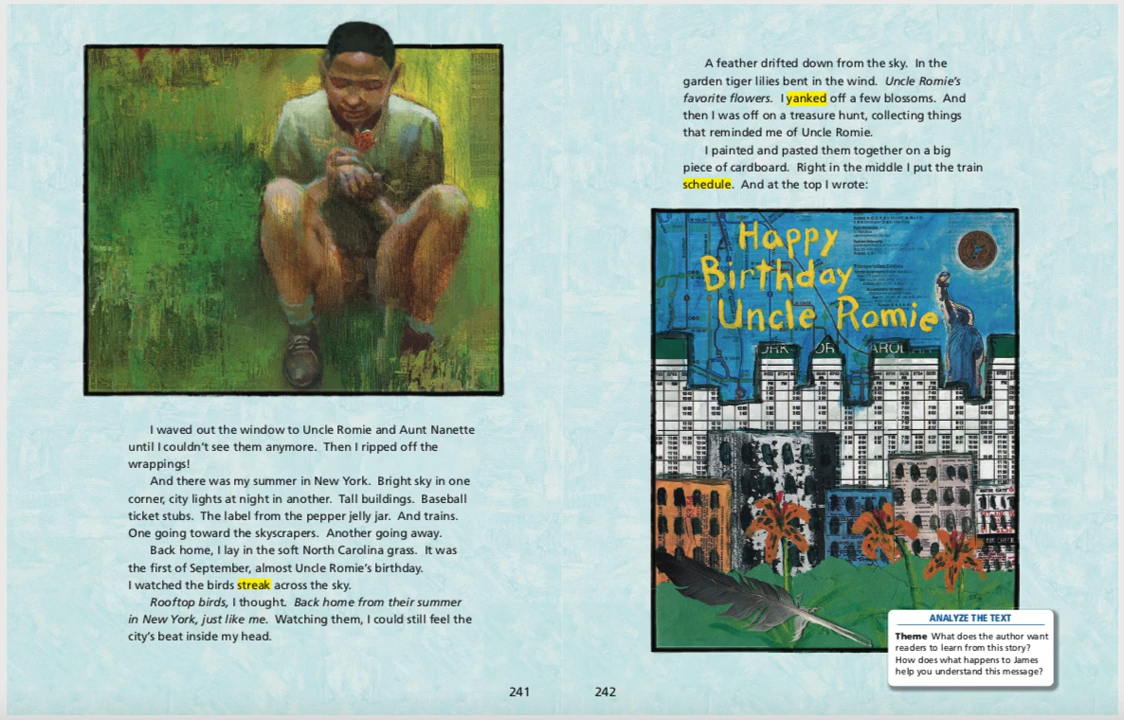 I waved out the window to Uncle Romie and Aunt Nanette
until I couldn't see them anymore. Then I ripped off the
wrappings!
And there was my summer in New York. Bright sky in one
corner, city lights at night in another. Tall buildings. Baseball
ticket stubs. The label from the pepper jelly jar. And trains.
One going toward the skyscrapers. Another going away.
Back home, I lay in the soft North Carolina grass. It was
the first of September, almost Uncle Romie's birthday.
I watched the birds streak across the sky.
Rooftop birds, I thought. Back home from their summer
in New York, just like me. Watching them, I could still feel the
city's beat inside my head.
241
A feather drifted down from the sky. In the
garden tiger lilies bent in the wind. Uncle Romie's
favorite flowers. I yanked off a few blossoms. And
then I was off on a treasure hunt, collecting things
that reminded me of Uncle Romie.
I painted and pasted them together on a big
piece of cardboard. Right in the middle I put the train
schedule. And at the top I wrote:
Happy
Birthday
Uncle Romie
ANALYZE THE TEXT
Theme What does the author want
readers to learn from this story?
How does what happens to James
help you understand this message?
242